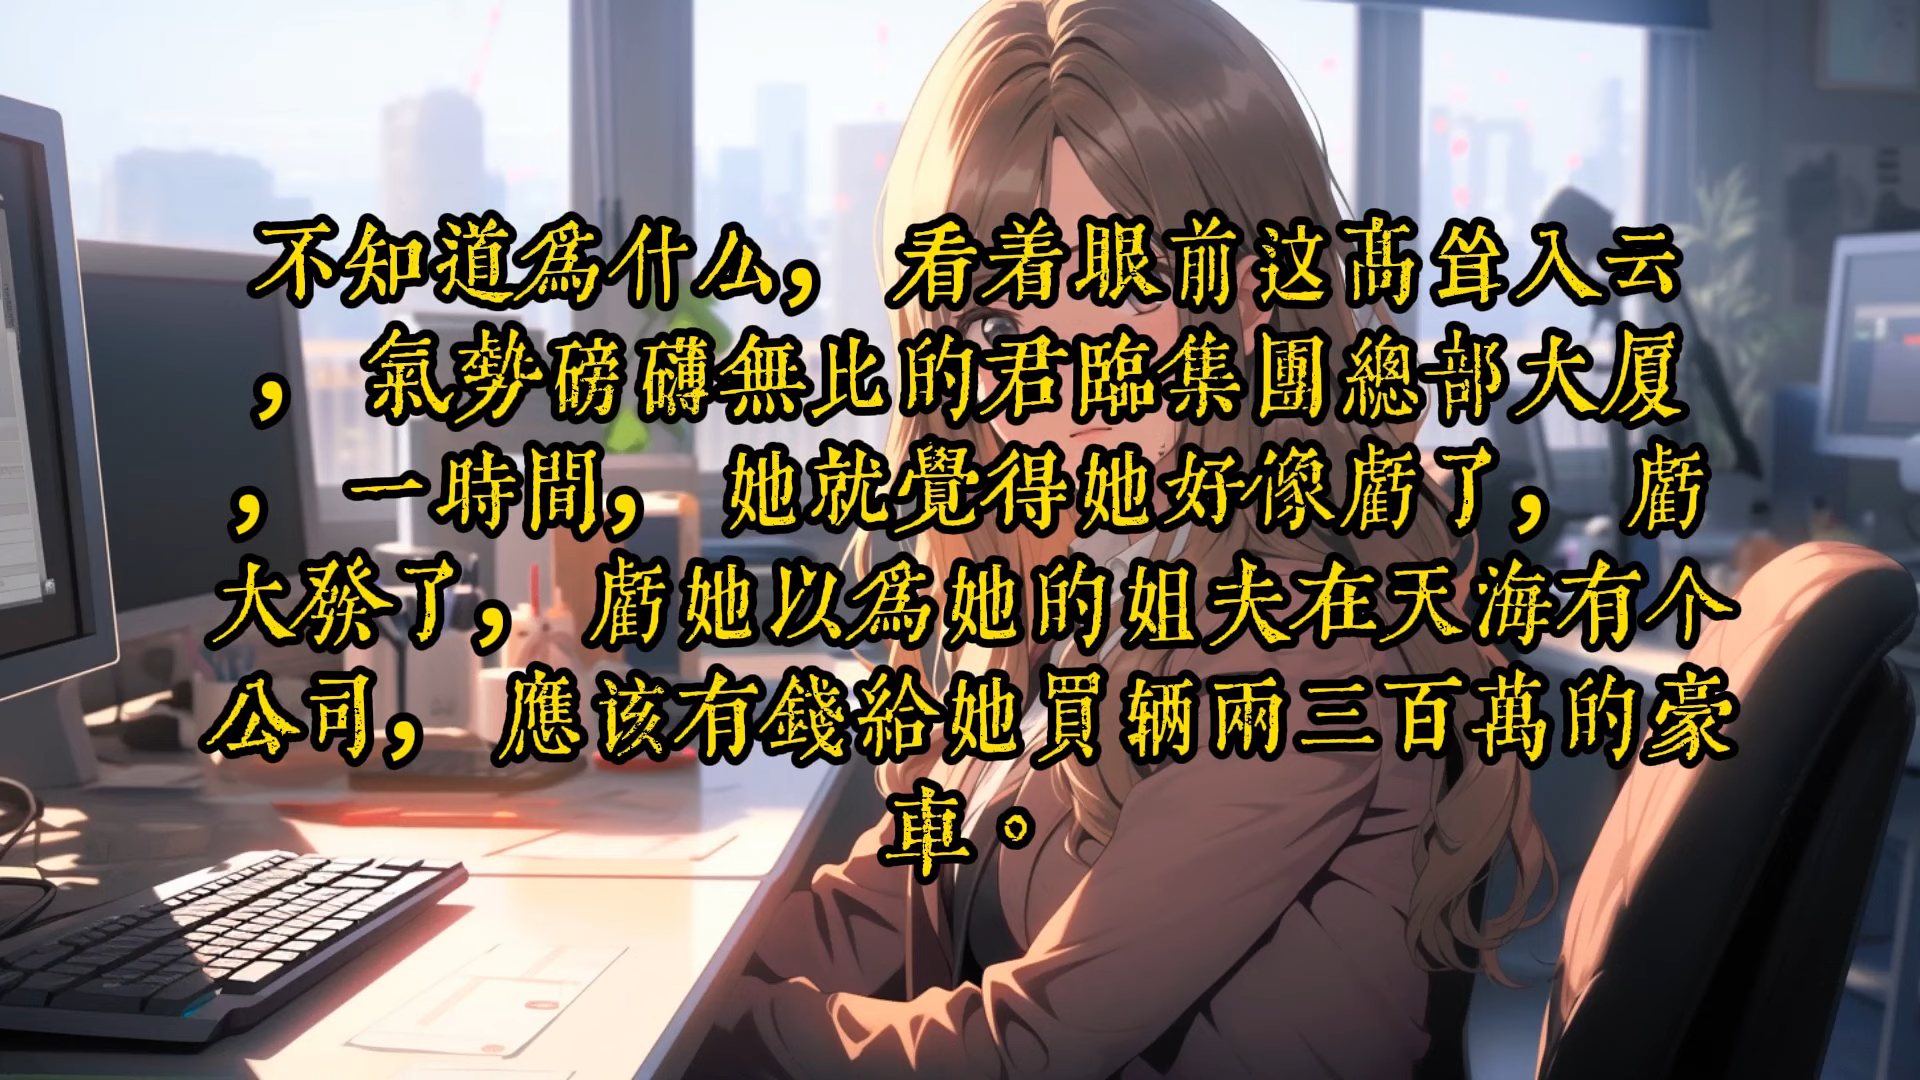 不知道為什么，看着眼前这高耸入云
，氣勢磅礴無比的君臨集團總部大厦
，一時間，她就覺得她好像虧了，虧
大發了，虧她以為她的姐夫在天海有个
公司，應该有錢給她買辆兩三百萬的豪
車。